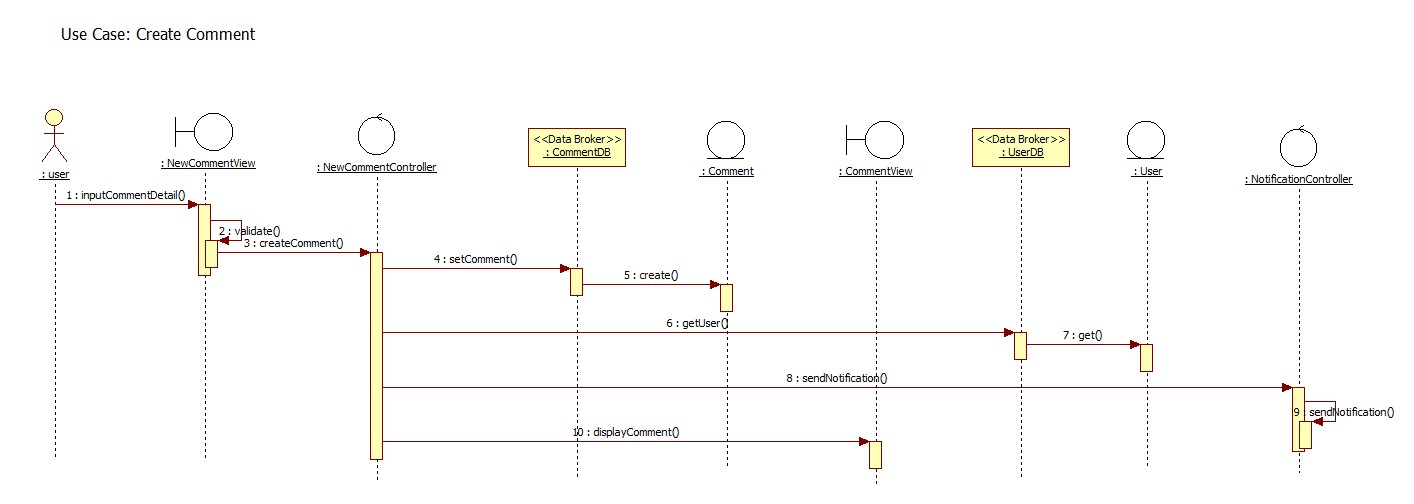 Use Case: Create Comment
: user
: NewCommentView
: NewCommentController
<<Data Broker>>
: CommentDB
: Comment
: CommentView
<<Data Broker>>
: UserDB
: User
: NotificationController
1 : inputCommentDetail()
2 : validate()
3 : createComment()
4 : setComment()
5 : create()
6 : getUser()
7 : get()
8 : sendNotification()
9 : sendNotification()
10 : displayComment()